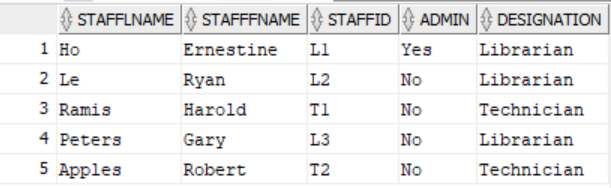 STAFFLNAME STAFFFNAME STAFFID ADMIN DESIGNATION
1 Ho Ernestine L1 Yes Librarian
2 Le Ryan L2 No Librarian
3 Ramis Harold T1 No Technician
4 Peters Gary L3 No Librarian
5 Apples Robert T2 No Technician